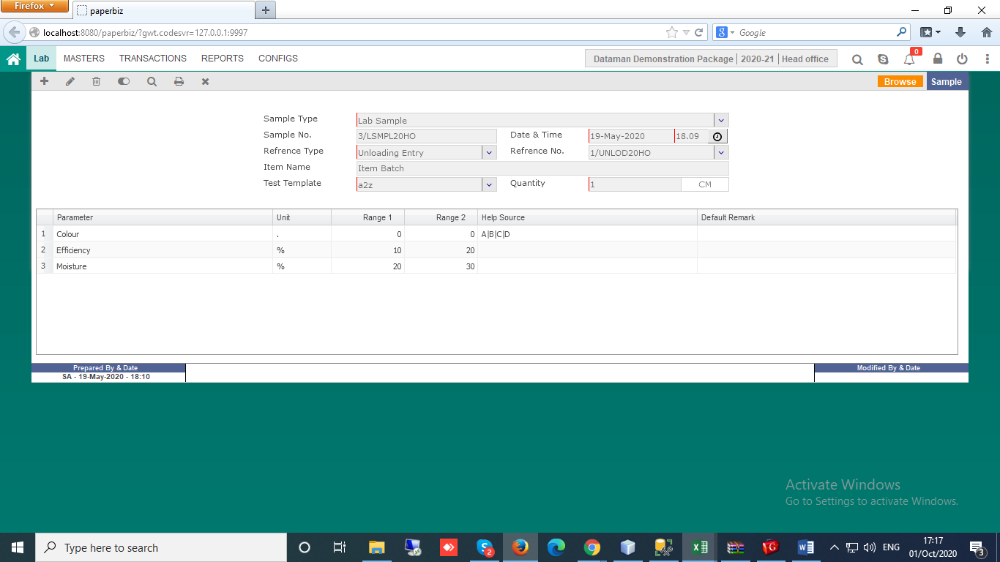 Firefox
paperbiz
localhost:8080/paperbiz/?gwt.codesvr=127.0.0.1:9997
Google
Lab MASTERS TRANSACTIONS REPORTS CONFIGS
Dataman Demonstration Package | 2020-21 | Head office
0
Browse Sample
Sample Type Lab Sample
Sample No. 3/LSMPL20HO Date & Time 19-May-2020 18.09
Refrence Type Unloading Entry Refrence No. 1/UNLOD20HO
Item Name Item Batch
Test Template a2z Quantity 1 CM
Parameter Unit Range 1 Range 2 Help Source Default Remark
1 Colour . 0 0 A|B|C|D
2 Efficiency % 10 20
3 Moisture % 20 30
Prepared By & Date Modified By & Date
SA - 19-May-2020 - 18:10
Activate Windows
Go to Settings to activate Windows.
Type here to search
2
ENG
17:17
01/Oct/2020
3